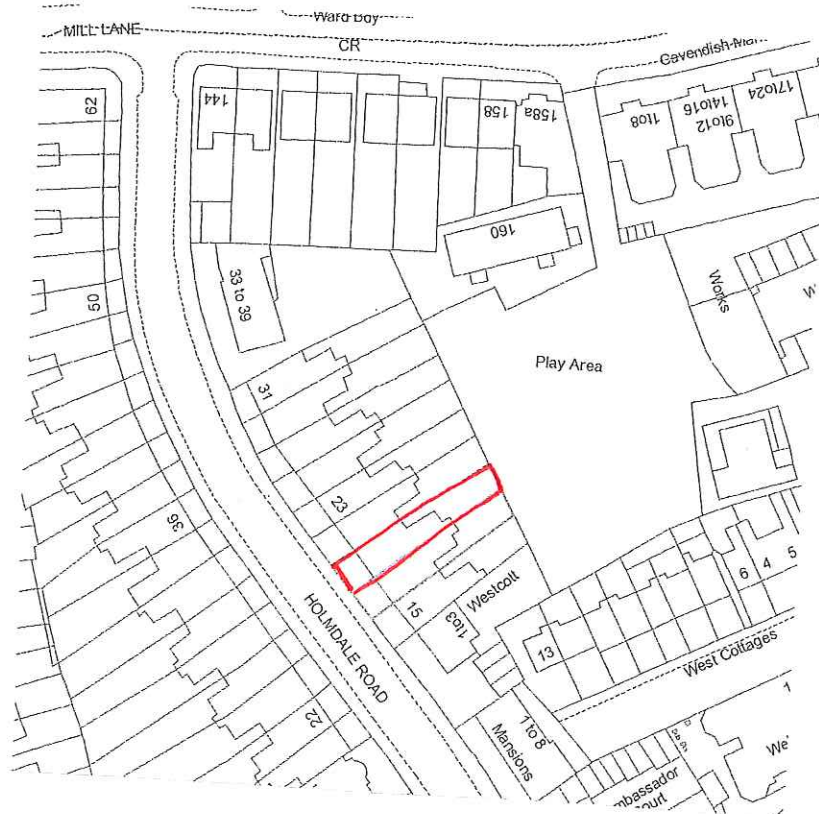 Ward Bdy
MILL LANE
CR
62
144
158
158a
1to8
9to12
14to16
17to24
160
50
33 to 39
Works
Play Area
31
23
36
15
1to3
Westcott
HOLMDALE ROAD
22
13
6
4
5
West Cottages
Mansions
1 to 8